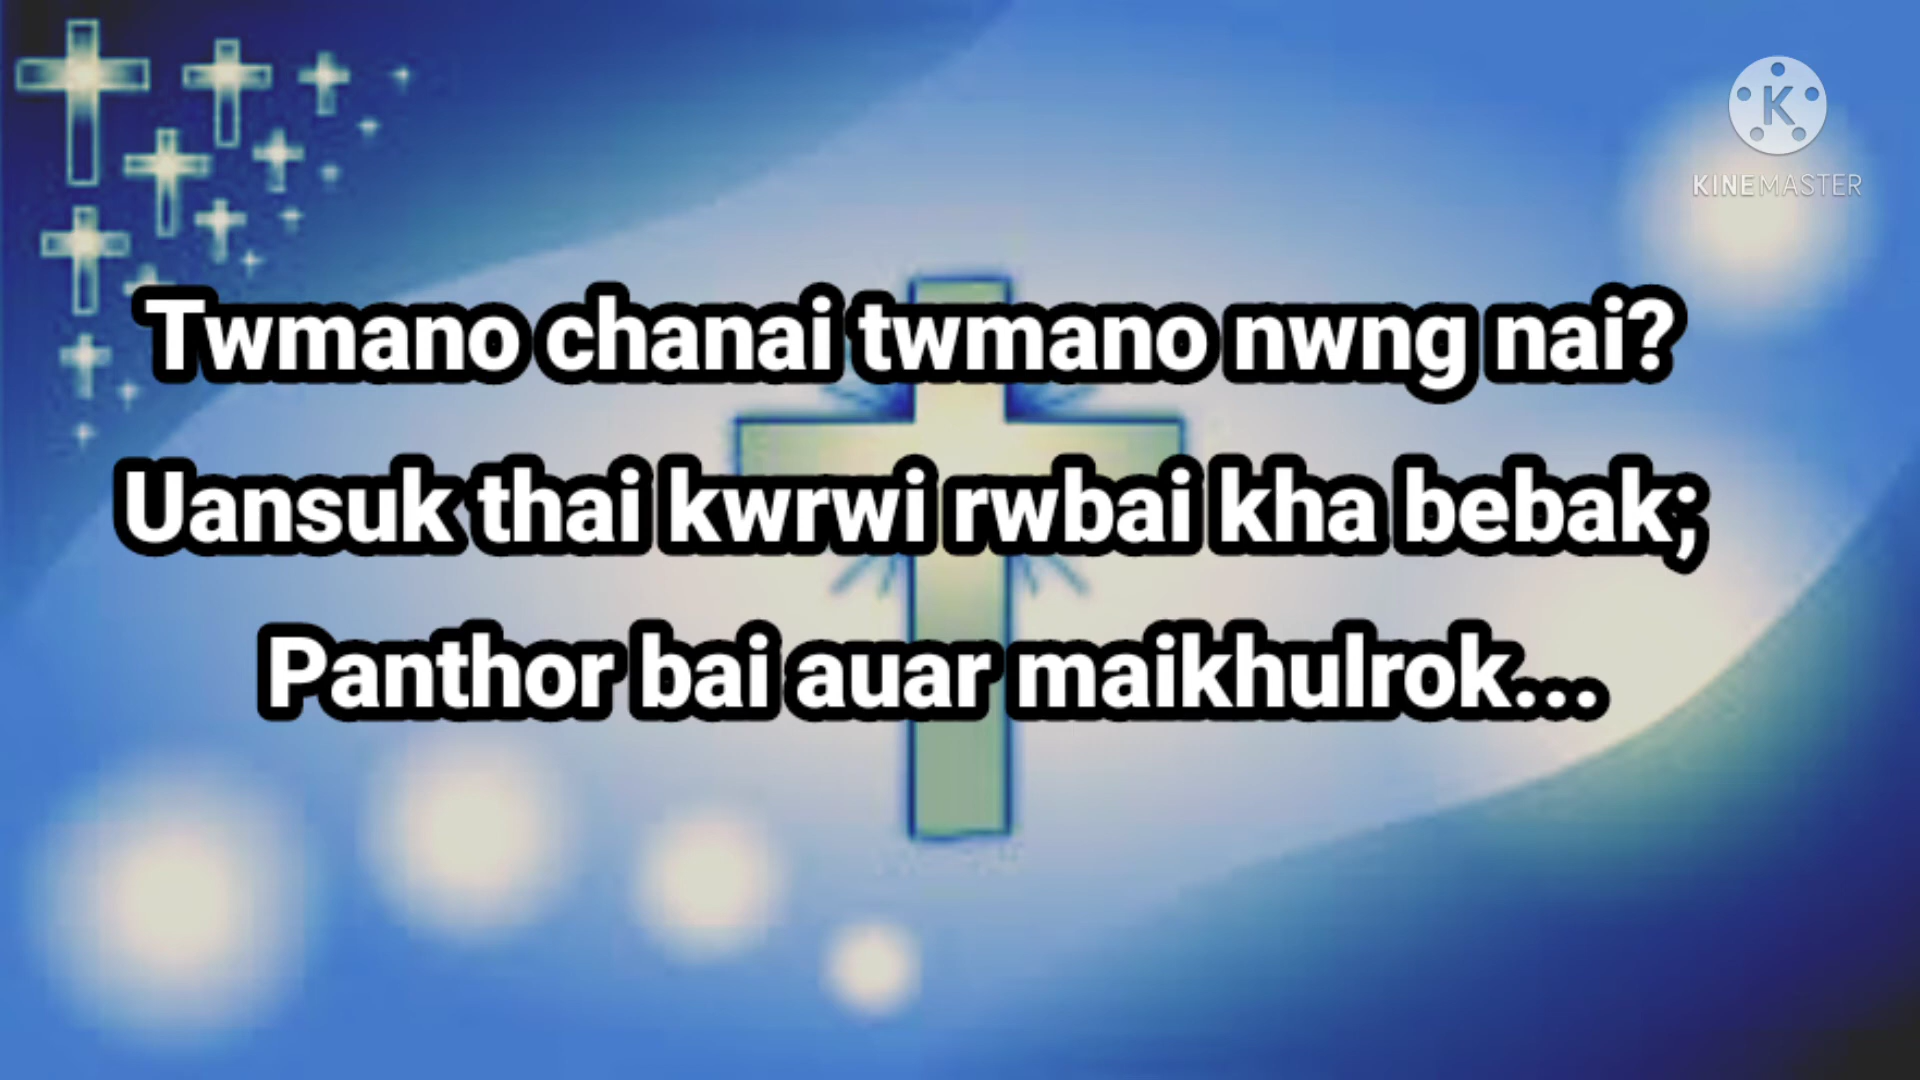 K
KINEMASTER
Twmano chanai twmano nwng nai?
Uansuk thai kwrwi rwbai kha bebak;
Panthor bai auar maikhulrok...